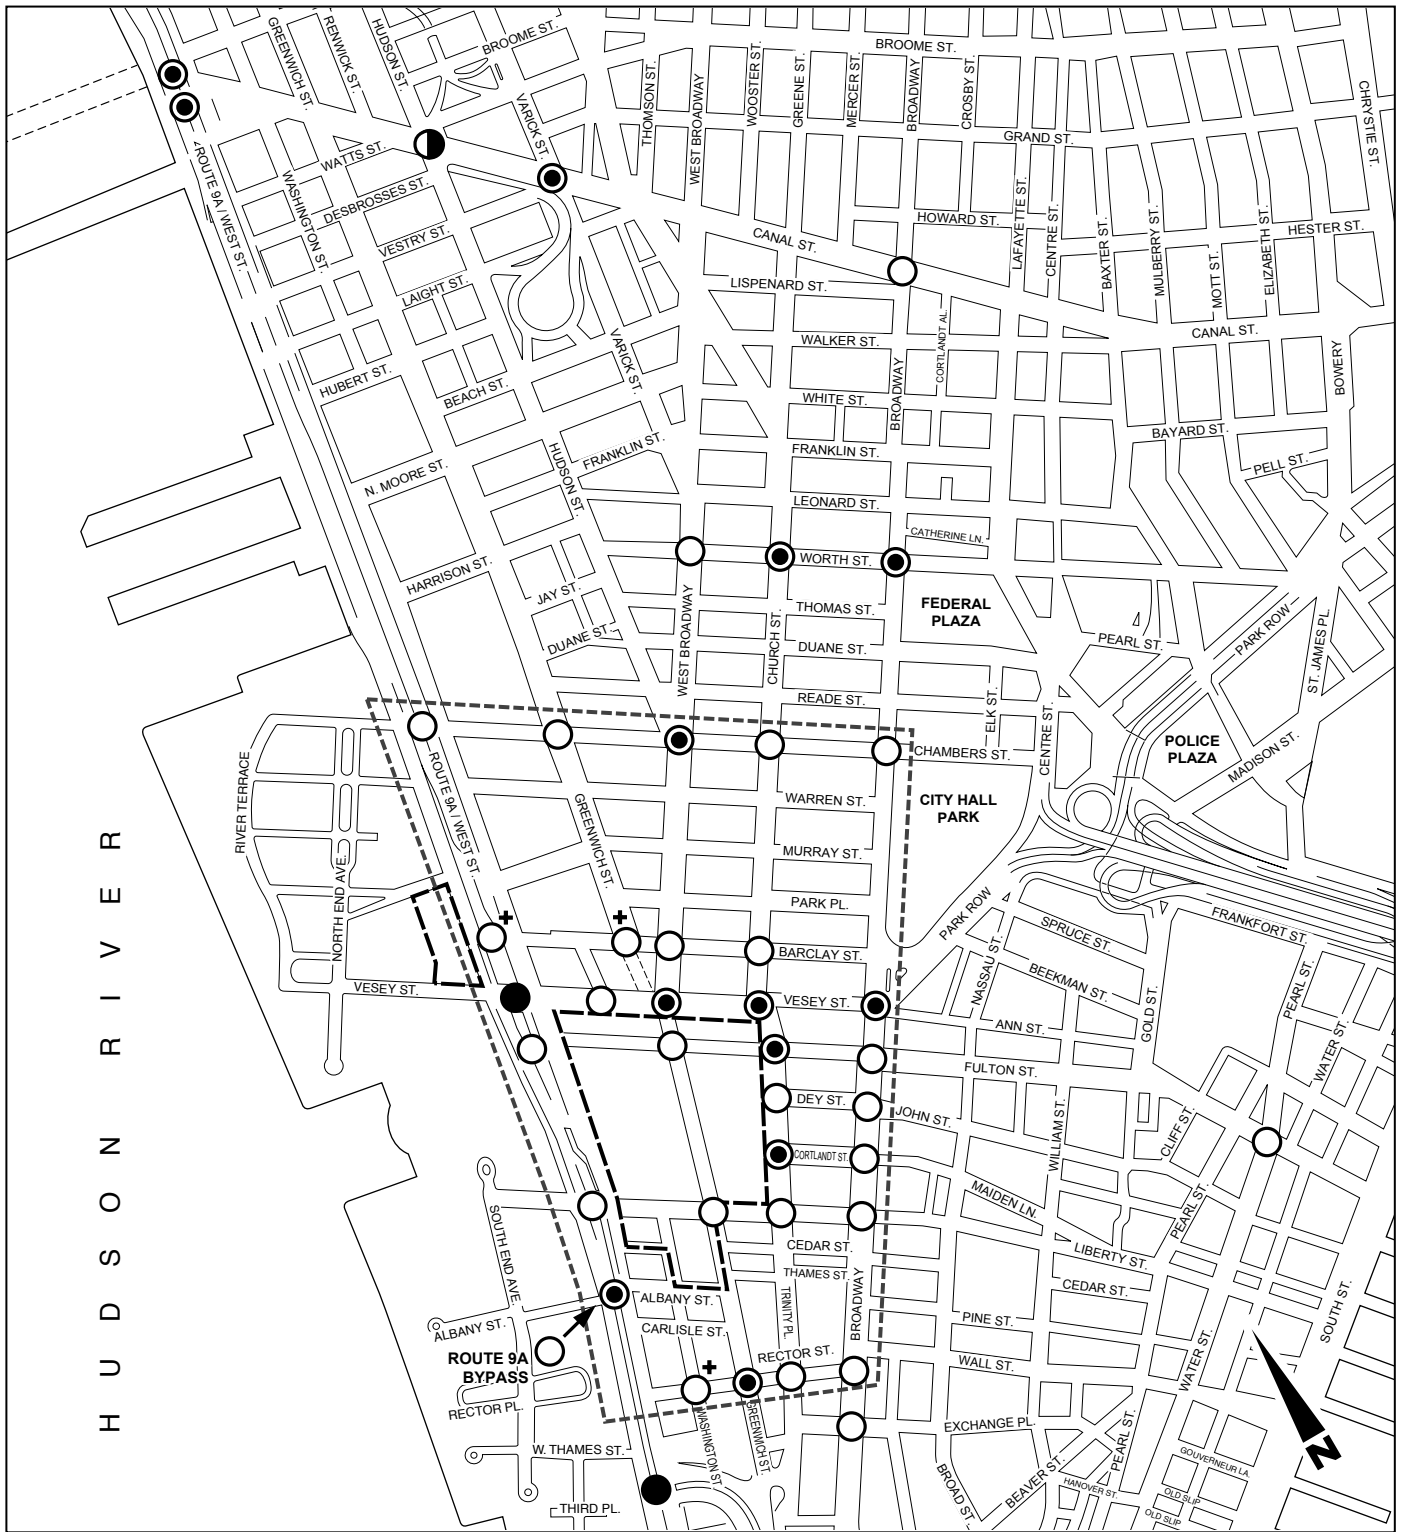 GREENWICH ST.
RENWICK ST.
HUDSON ST.
BROOME ST.
BROOME ST.
THOMSON ST.
WEST BROADWAY
WOOSTER ST.
GREENE ST.
MERCER ST.
BROADWAY
CROSBY ST.
CHRYSTIE ST.
VARICK ST.
GRAND ST.
WATTS ST.
ROUTE 9A / WEST ST.
WASHINGTON ST.
DESBROSSES ST.
VESTRY ST.
LAIGHT ST.
CANAL ST.
HOWARD ST.
LAFAYETTE ST.
CENTRE ST.
BAXTER ST.
MULBERRY ST.
MOTT ST.
ELIZABETH ST.
HESTER ST.
LISPENARD ST.
CANAL ST.
WALKER ST.
CORTLANDT AL.
BOWERY
VARICK ST.
HUBERT ST.
BEACH ST.
WHITE ST.
BROADWAY
BAYARD ST.
FRANKLIN ST.
FRANKLIN ST.
PELL ST.
N. MOORE ST.
HUDSON ST.
LEONARD ST.
CATHERINE LN.
WORTH ST.
HARRISON ST.
JAY ST.
THOMAS ST.
FEDERAL
PLAZA
DUANE ST.
WEST BROADWAY
CHURCH ST.
DUANE ST.
PEARL ST.
PARK ROW
ST. JAMES PL.
READE ST.
ELK ST.
CENTRE ST.
CHAMBERS ST.
POLICE
PLAZA
MADISON ST.
RIVER TERRACE
ROUTE 9A / WEST ST.
GREENWICH ST.
WARREN ST.
CITY HALL
PARK
MURRAY ST.
NORTH END AVE.
PARK PL.
PARK ROW
SPRUCE ST.
FRANKFORT ST.
BARCLAY ST.
NASSAU ST.
BEEKMAN ST.
GOLD ST.
PEARL ST.
VESEY ST.
VESEY ST.
ANN ST.
WATER ST.
FULTON ST.
HUDSON RIVER
DEY ST.
JOHN ST.
WILLIAM ST.
CLIFF ST.
CORTLANDT ST.
MAIDEN LN.
PEARL ST.
SOUTH END AVE.
CEDAR ST.
LIBERTY ST.
THAMES ST.
CEDAR ST.
ALBANY ST.
TRINITY PL.
BROADWAY
SOUTH ST.
ALBANY ST.
CARLISLE ST.
PINE ST.
ROUTE 9A
BYPASS
RECTOR ST.
WALL ST.
WATER ST.
RECTOR PL.
WASHINGTON ST
GREENWICH ST.
EXCHANGE PL.
PEARL ST.
N
W. THAMES ST.
BROAD ST.
BEAVER ST.
GOUVERNEUR LA.
HANOVER ST.
OLD SLIP
OLD SLIP
THIRD PL.